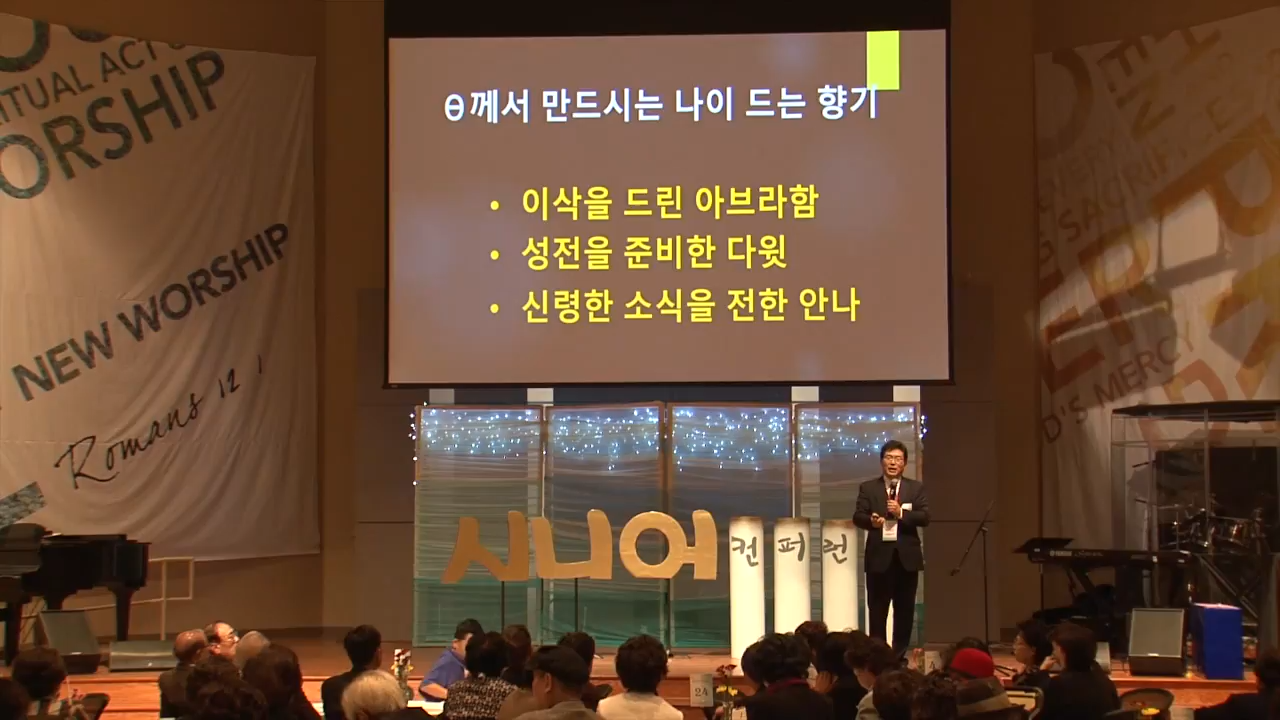 θ께서 만드시는 나이 드는 향기
• 이삭을 드린 아브라함
• 성전을 준비한 다윗
• 신령한 소식을 전한 안나
WORSHIP
NEW WORSHIP
Romans 12 1
MERCY
시니어 컨퍼런
24